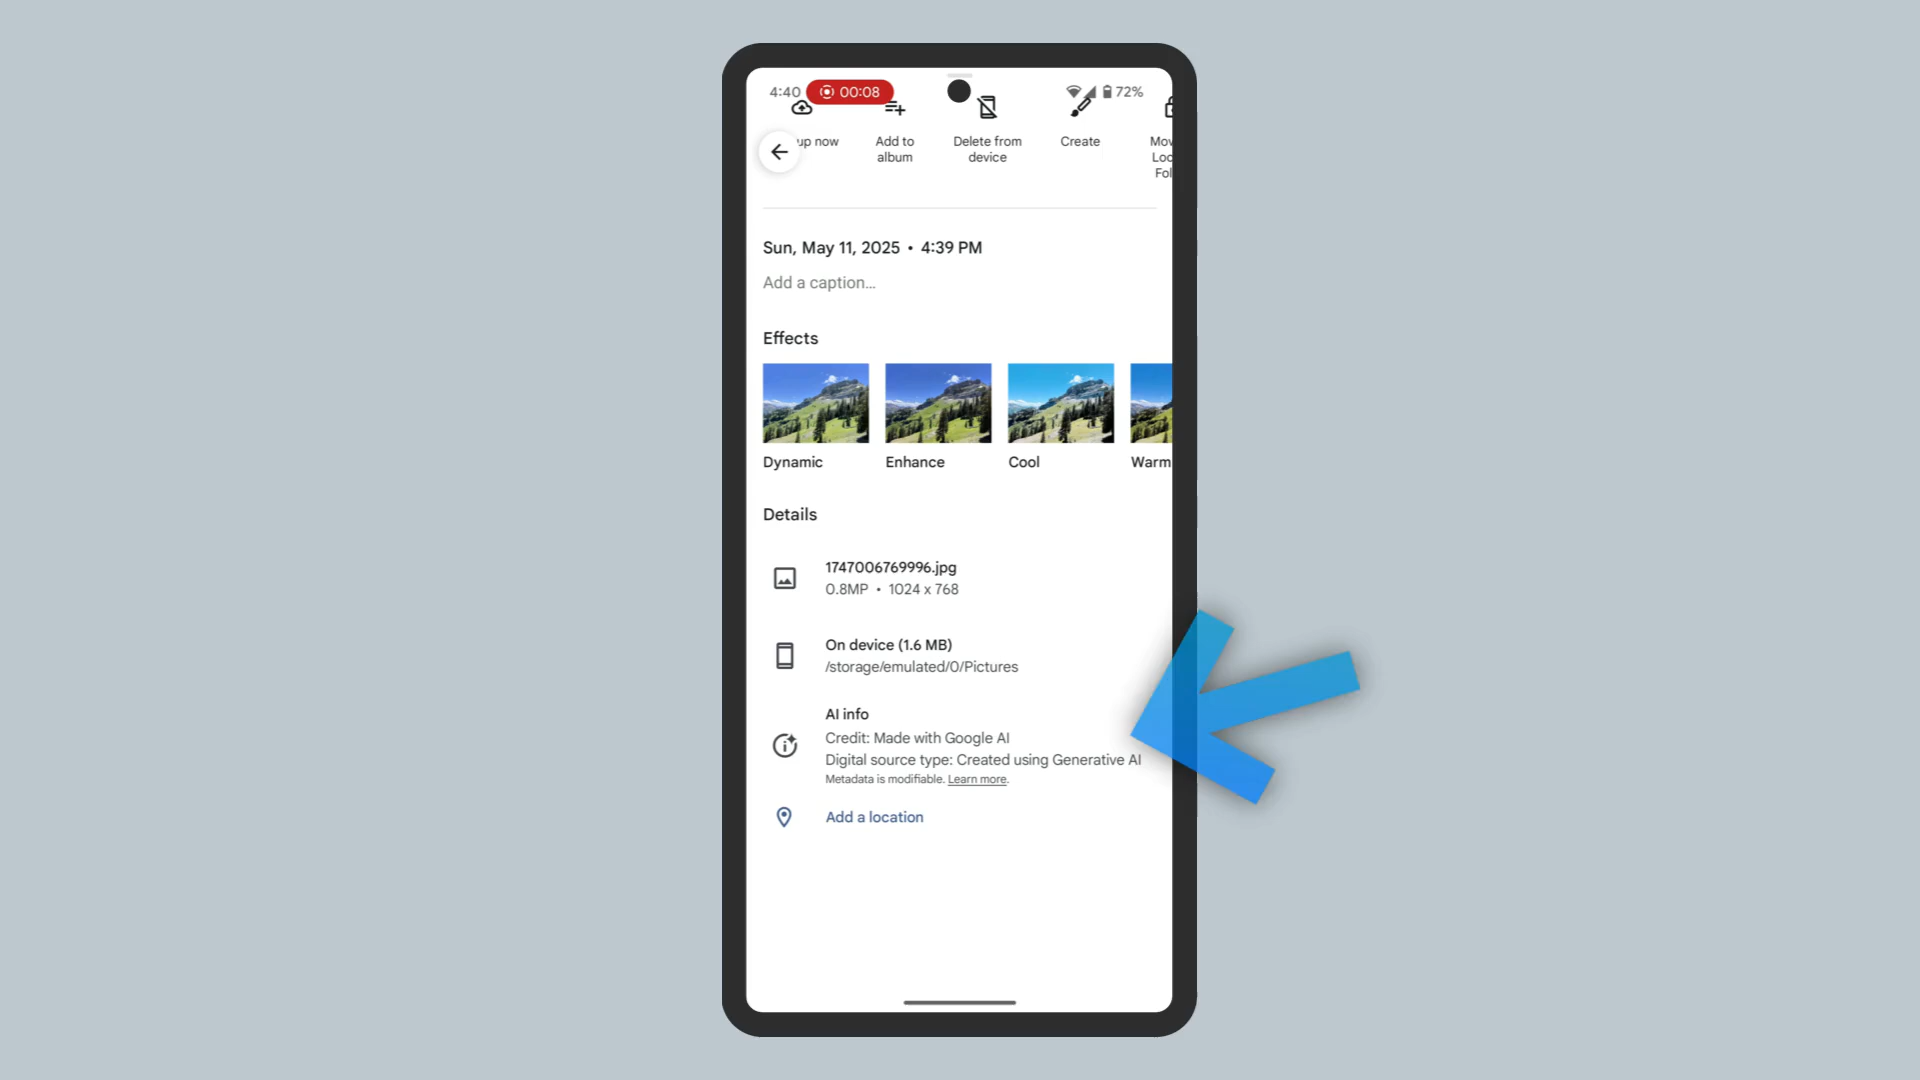 4:40 00:08 72%
up now
Add to
album
Delete from
device
Create
Mov
Loc
Fol
Sun, May 11, 2025 • 4:39 PM
Add a caption...
Effects
Dynamic Enhance Cool Warm
Details
1747006769996.jpg
0.8MP • 1024 x 768
On device (1.6 MB)
/storage/emulated/0/Pictures
AI info
Credit: Made with Google AI
Digital source type: Created using Generative AI
Metadata is modifiable. Learn more.
Add a location